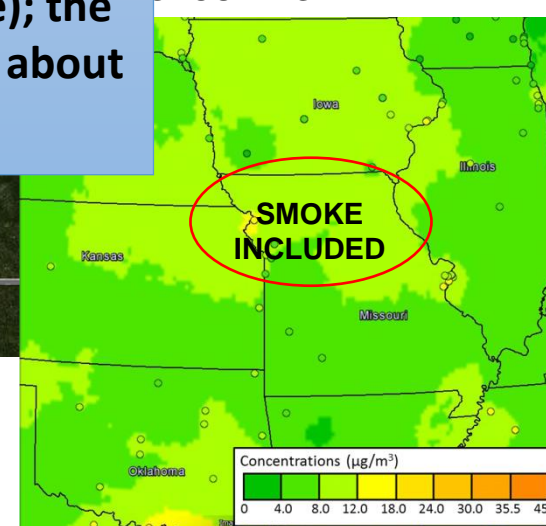 e); the
about
Iowa
Illinois
SMOKE
INCLUDED
Kansas
Missouri
Oklahoma
Concentrations (µg/m³)
0 4.0 8.0 12.0 18.0 24.0 30.0 35.5 45